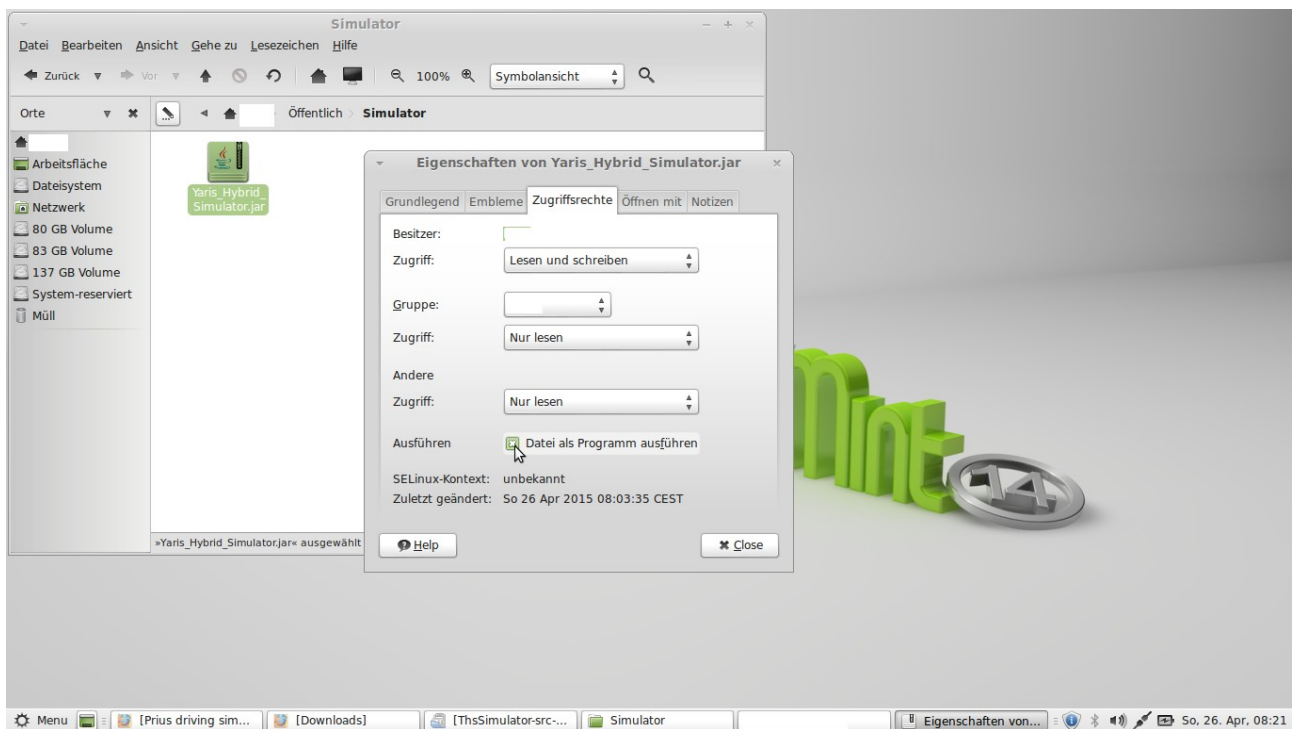 Simulator
Datei Bearbeiten Ansicht Gehe zu Lesezeichen Hilfe
Zurück Vor 100% Symbolansicht
Orte Öffentlich Simulator
Arbeitsfläche
Dateisystem
Netzwerk
80 GB Volume
83 GB Volume
137 GB Volume
System-reserviert
Müll
Yaris_Hybrid_
Simulator.jar
»Yaris_Hybrid_Simulator.jar« ausgewählt
Eigenschaften von Yaris_Hybrid_Simulator.jar
Grundlegend Embleme Zugriffsrechte Öffnen mit Notizen
Besitzer:
Zugriff: Lesen und schreiben
Gruppe:
Zugriff: Nur lesen
Andere
Zugriff: Nur lesen
Ausführen Datei als Programm ausführen
SELinux-Kontext: unbekannt
Zuletzt geändert: So 26 Apr 2015 08:03:35 CEST
Help Close
Mint
14
Menu [Prius driving sim... [Downloads] [ThsSimulator-src-... Simulator Eigenschaften von... So, 26. Apr, 08:21